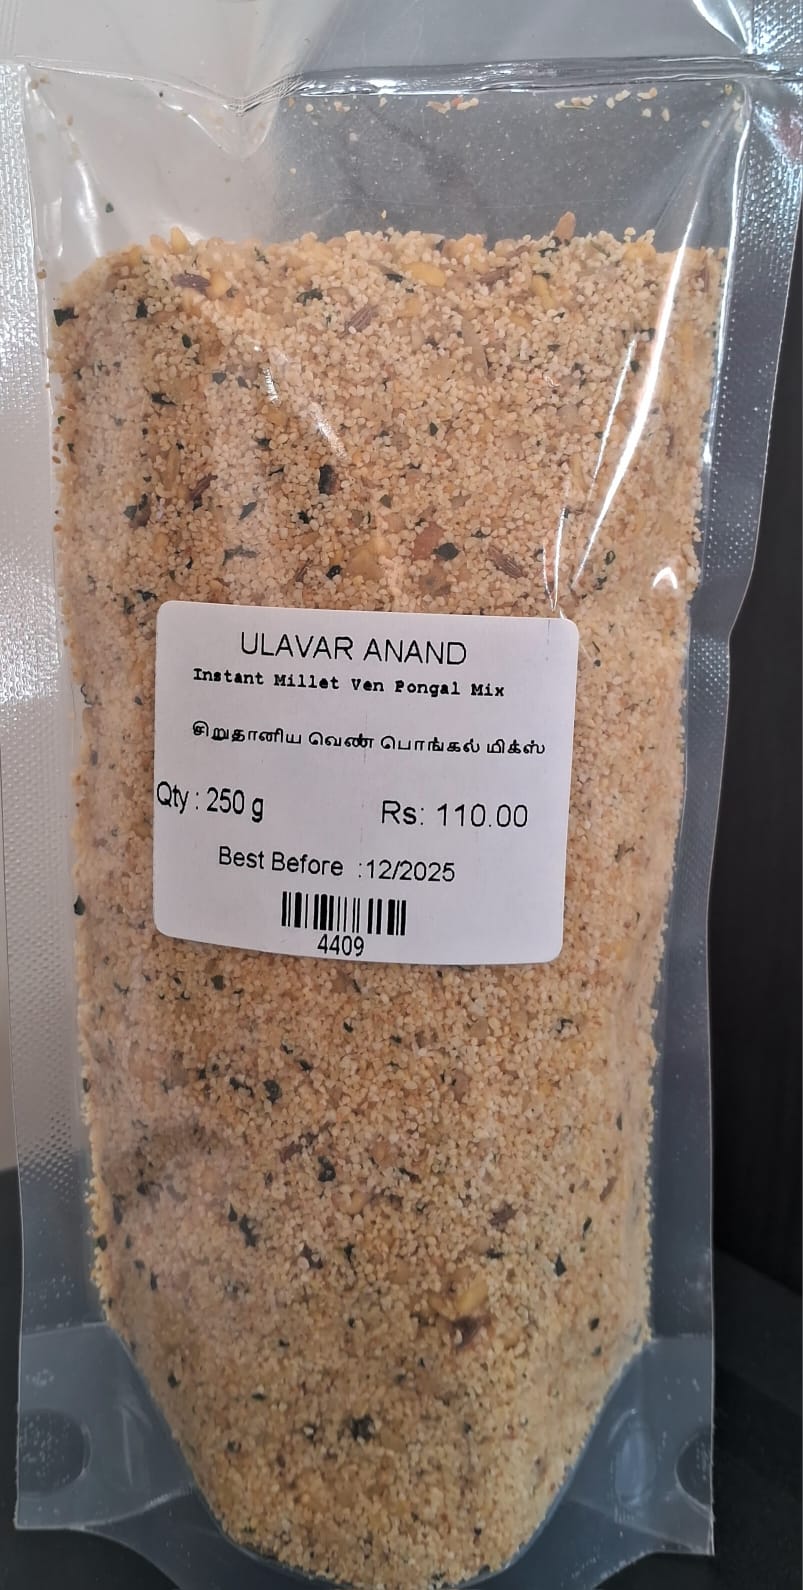 ULAVAR ANAND
Instant Millet Ven Pongal Mix
சிறுதானிய வெண் பொங்கல் மிக்ஸ்
Qty : 250 g Rs: 110.00
Best Before :12/2025
4409